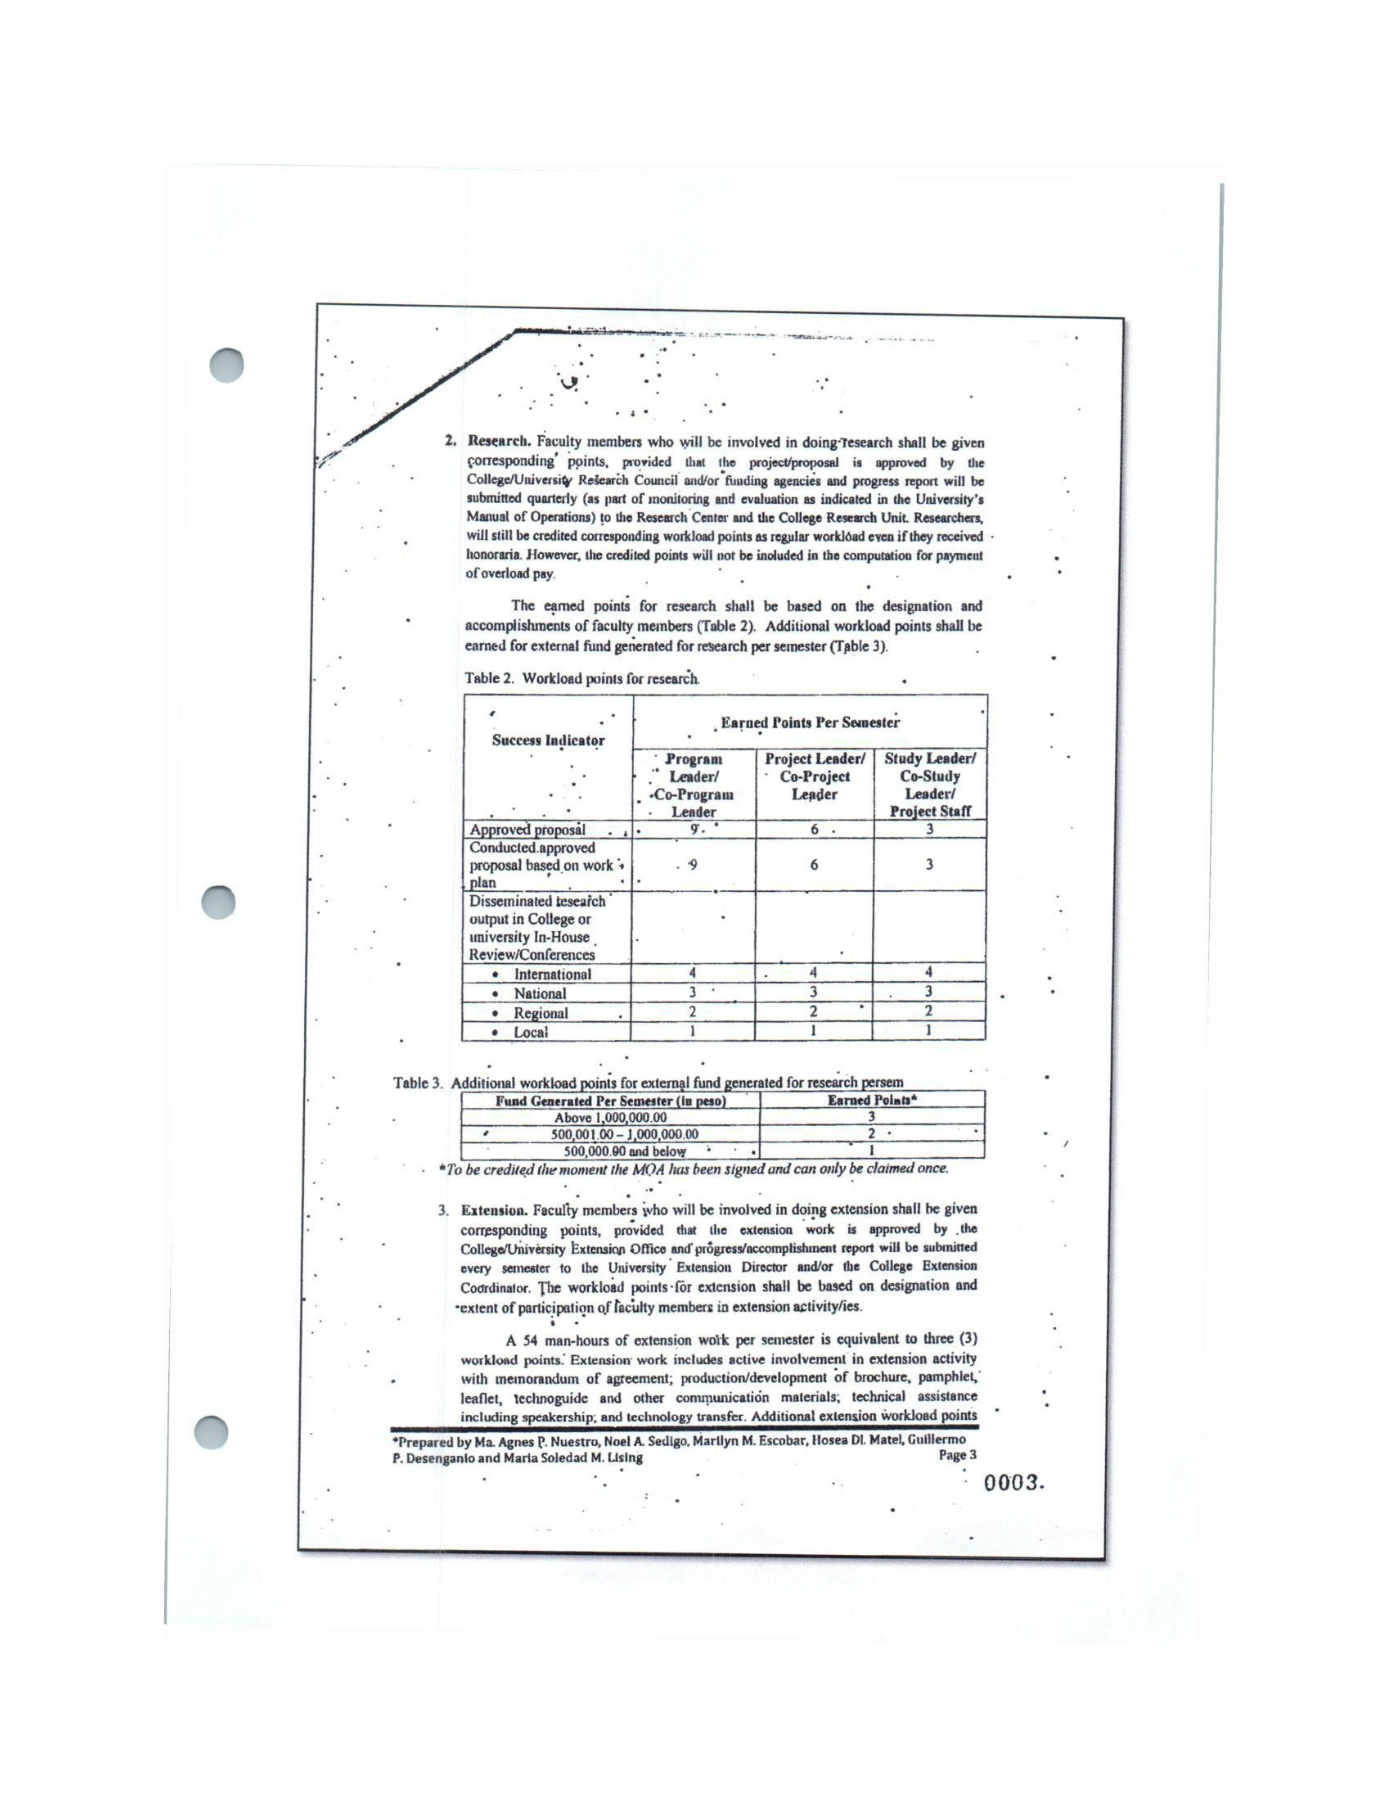 2. Research. Faculty members who will be involved in doing research shall be given
corresponding points, provided that the project/proposal is approved by the
College/University Research Council and/or funding agencies and progress report will be
submitted quarterly (as part of monitoring and evaluation as indicated in the University's
Manual of Operations) to the Research Center and the College Research Unit. Researchers,
will still be credited corresponding workload points as regular workload even if they received
honoraria. However, the credited points will not be included in the computation for payment
of overload pay.
The earned points for research shall be based on the designation and
accomplishments of faculty members (Table 2). Additional workload points shall be
earned for external fund generated for research per semester (Table 3).
Table 2. Workload points for research.
Success Indicator
Earned Points Per Semester
Program Leader/ Co-Program Leader
Project Leader/ Co-Project Leader
Study Leader/ Co-Study Leader/ Project Staff
Approved proposal 9 6 3
Conducted approved
proposal based on work 9 6 3
plan
Disseminated research
output in College or
university In-House
Review/Conferences
• International 4 4 4
• National 3 3 3
• Regional 2 2 2
• Local 1 1 1
Table 3. Additional workload points for external fund generated for research persem
Fund Generated Per Semester (in peso) Earned Points*
Above 1,000,000.00 3
500,001.00 – 1,000,000.00 2
500,000.00 and below 1
*To be credited the moment the MOA has been signed and can only be claimed once.
3. Extension. Faculty members who will be involved in doing extension shall be given
corresponding points, provided that the extension work is approved by the
College/University Extension Office and progress/accomplishment report will be submitted
every semester to the University Extension Director and/or the College Extension
Coordinator. The workload points for extension shall be based on designation and
extent of participation of faculty members in extension activity/ies.
A 54 man-hours of extension work per semester is equivalent to three (3)
workload points. Extension work includes active involvement in extension activity
with memorandum of agreement; production/development of brochure, pamphlet,
leaflet, technoguide and other communication materials; technical assistance
including speakership; and technology transfer. Additional extension workload points
*Prepared by Ma. Agnes P. Nuestro, Noel A. Sedigo, Marilyn M. Escobar, Hosea Dl. Matel, Guillermo
P. Desenganio and Maria Soledad M. Lising Page 3
0003.